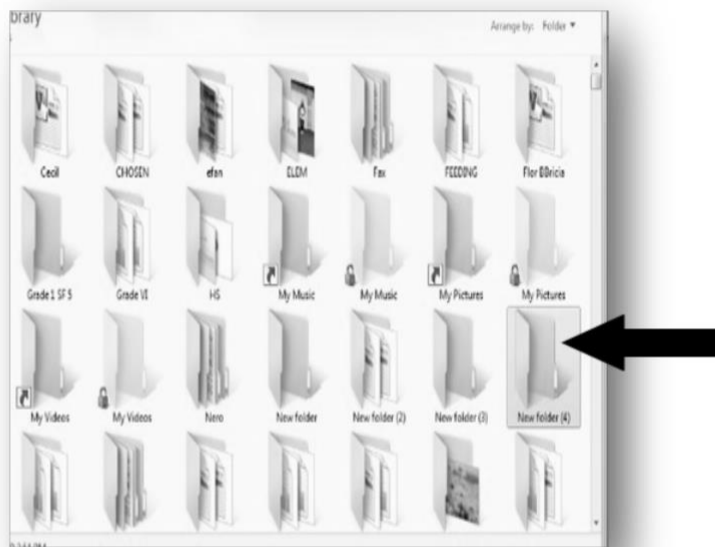 brary
Arrange by: Folder
Cecil CHOSEN efan ELEM Fax FEEDING Flor BBricia
Grade 1 SF 5 Grade VI HS My Music My Music My Pictures My Pictures
My Videos My Videos Nero New folder New folder (2) New folder (3) New folder (4)